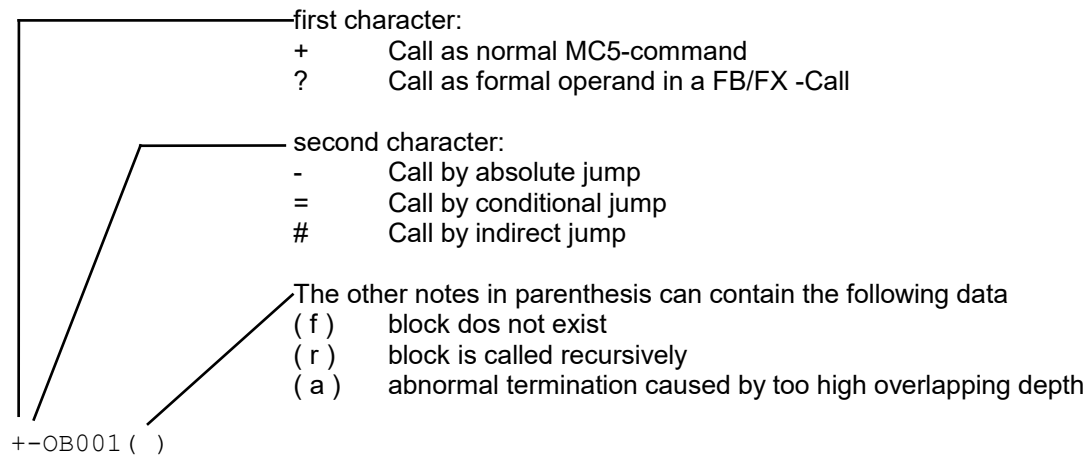 first character:
+ Call as normal MC5-command
? Call as formal operand in a FB/FX -Call
second character:
- Call by absolute jump
= Call by conditional jump
# Call by indirect jump
The other notes in parenthesis can contain the following data
( f ) block dos not exist
( r ) block is called recursively
( a ) abnormal termination caused by too high overlapping depth
+-OB001( )